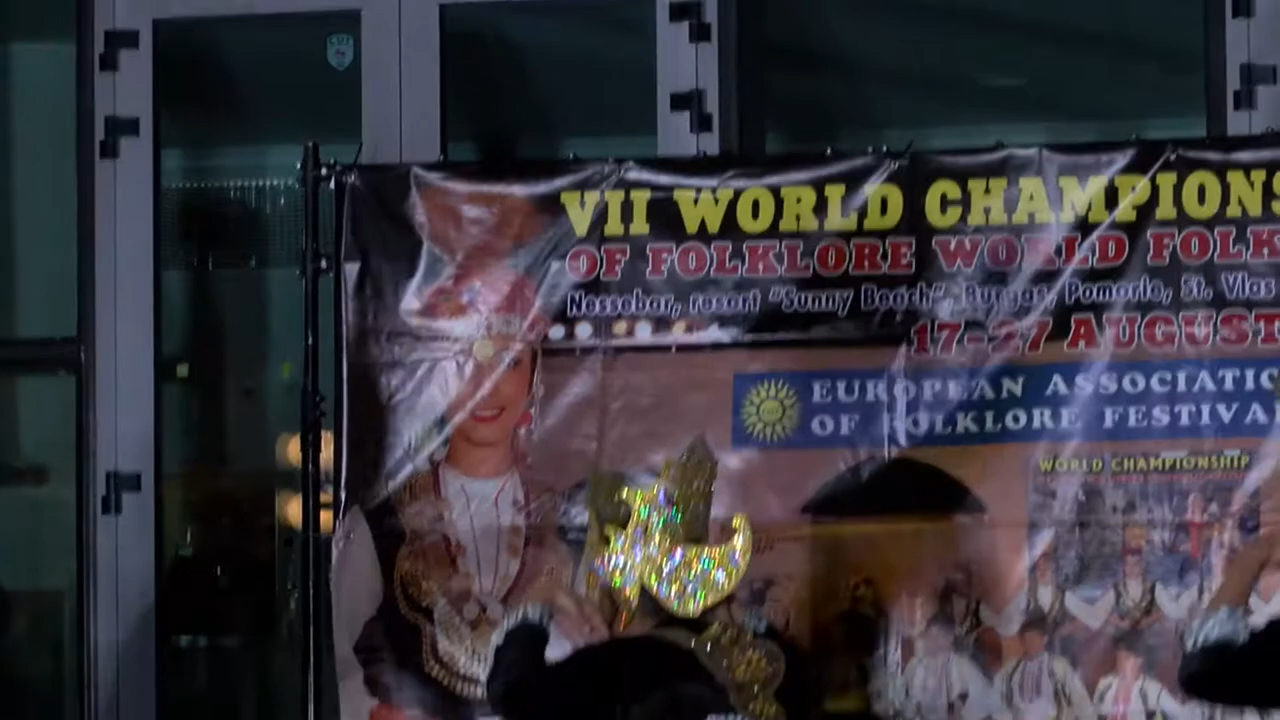 VII WORLD CHAMPIONS
OF FOLKLORE WORLD FOLK
Nessebar, resort "Sunny Beach", Burgas, Pomorie, St. Vlas
17-27 AUGUST
EUROPEAN ASSOCIATIO
OF FOLKLORE FESTIVA
WORLD CHAMPIONSHIP